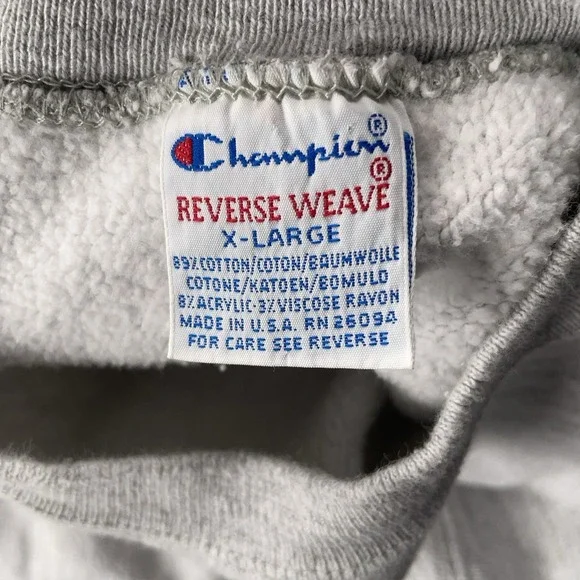 Champion®
REVERSE WEAVE®
X-LARGE
89% COTTON/COTON/BAUMWOLLE
COTONE/KATOEN/BOMULD
8% ACRYLIC-3% VISCOSE RAYON
MADE IN U.S.A. RN 26094
FOR CARE SEE REVERSE